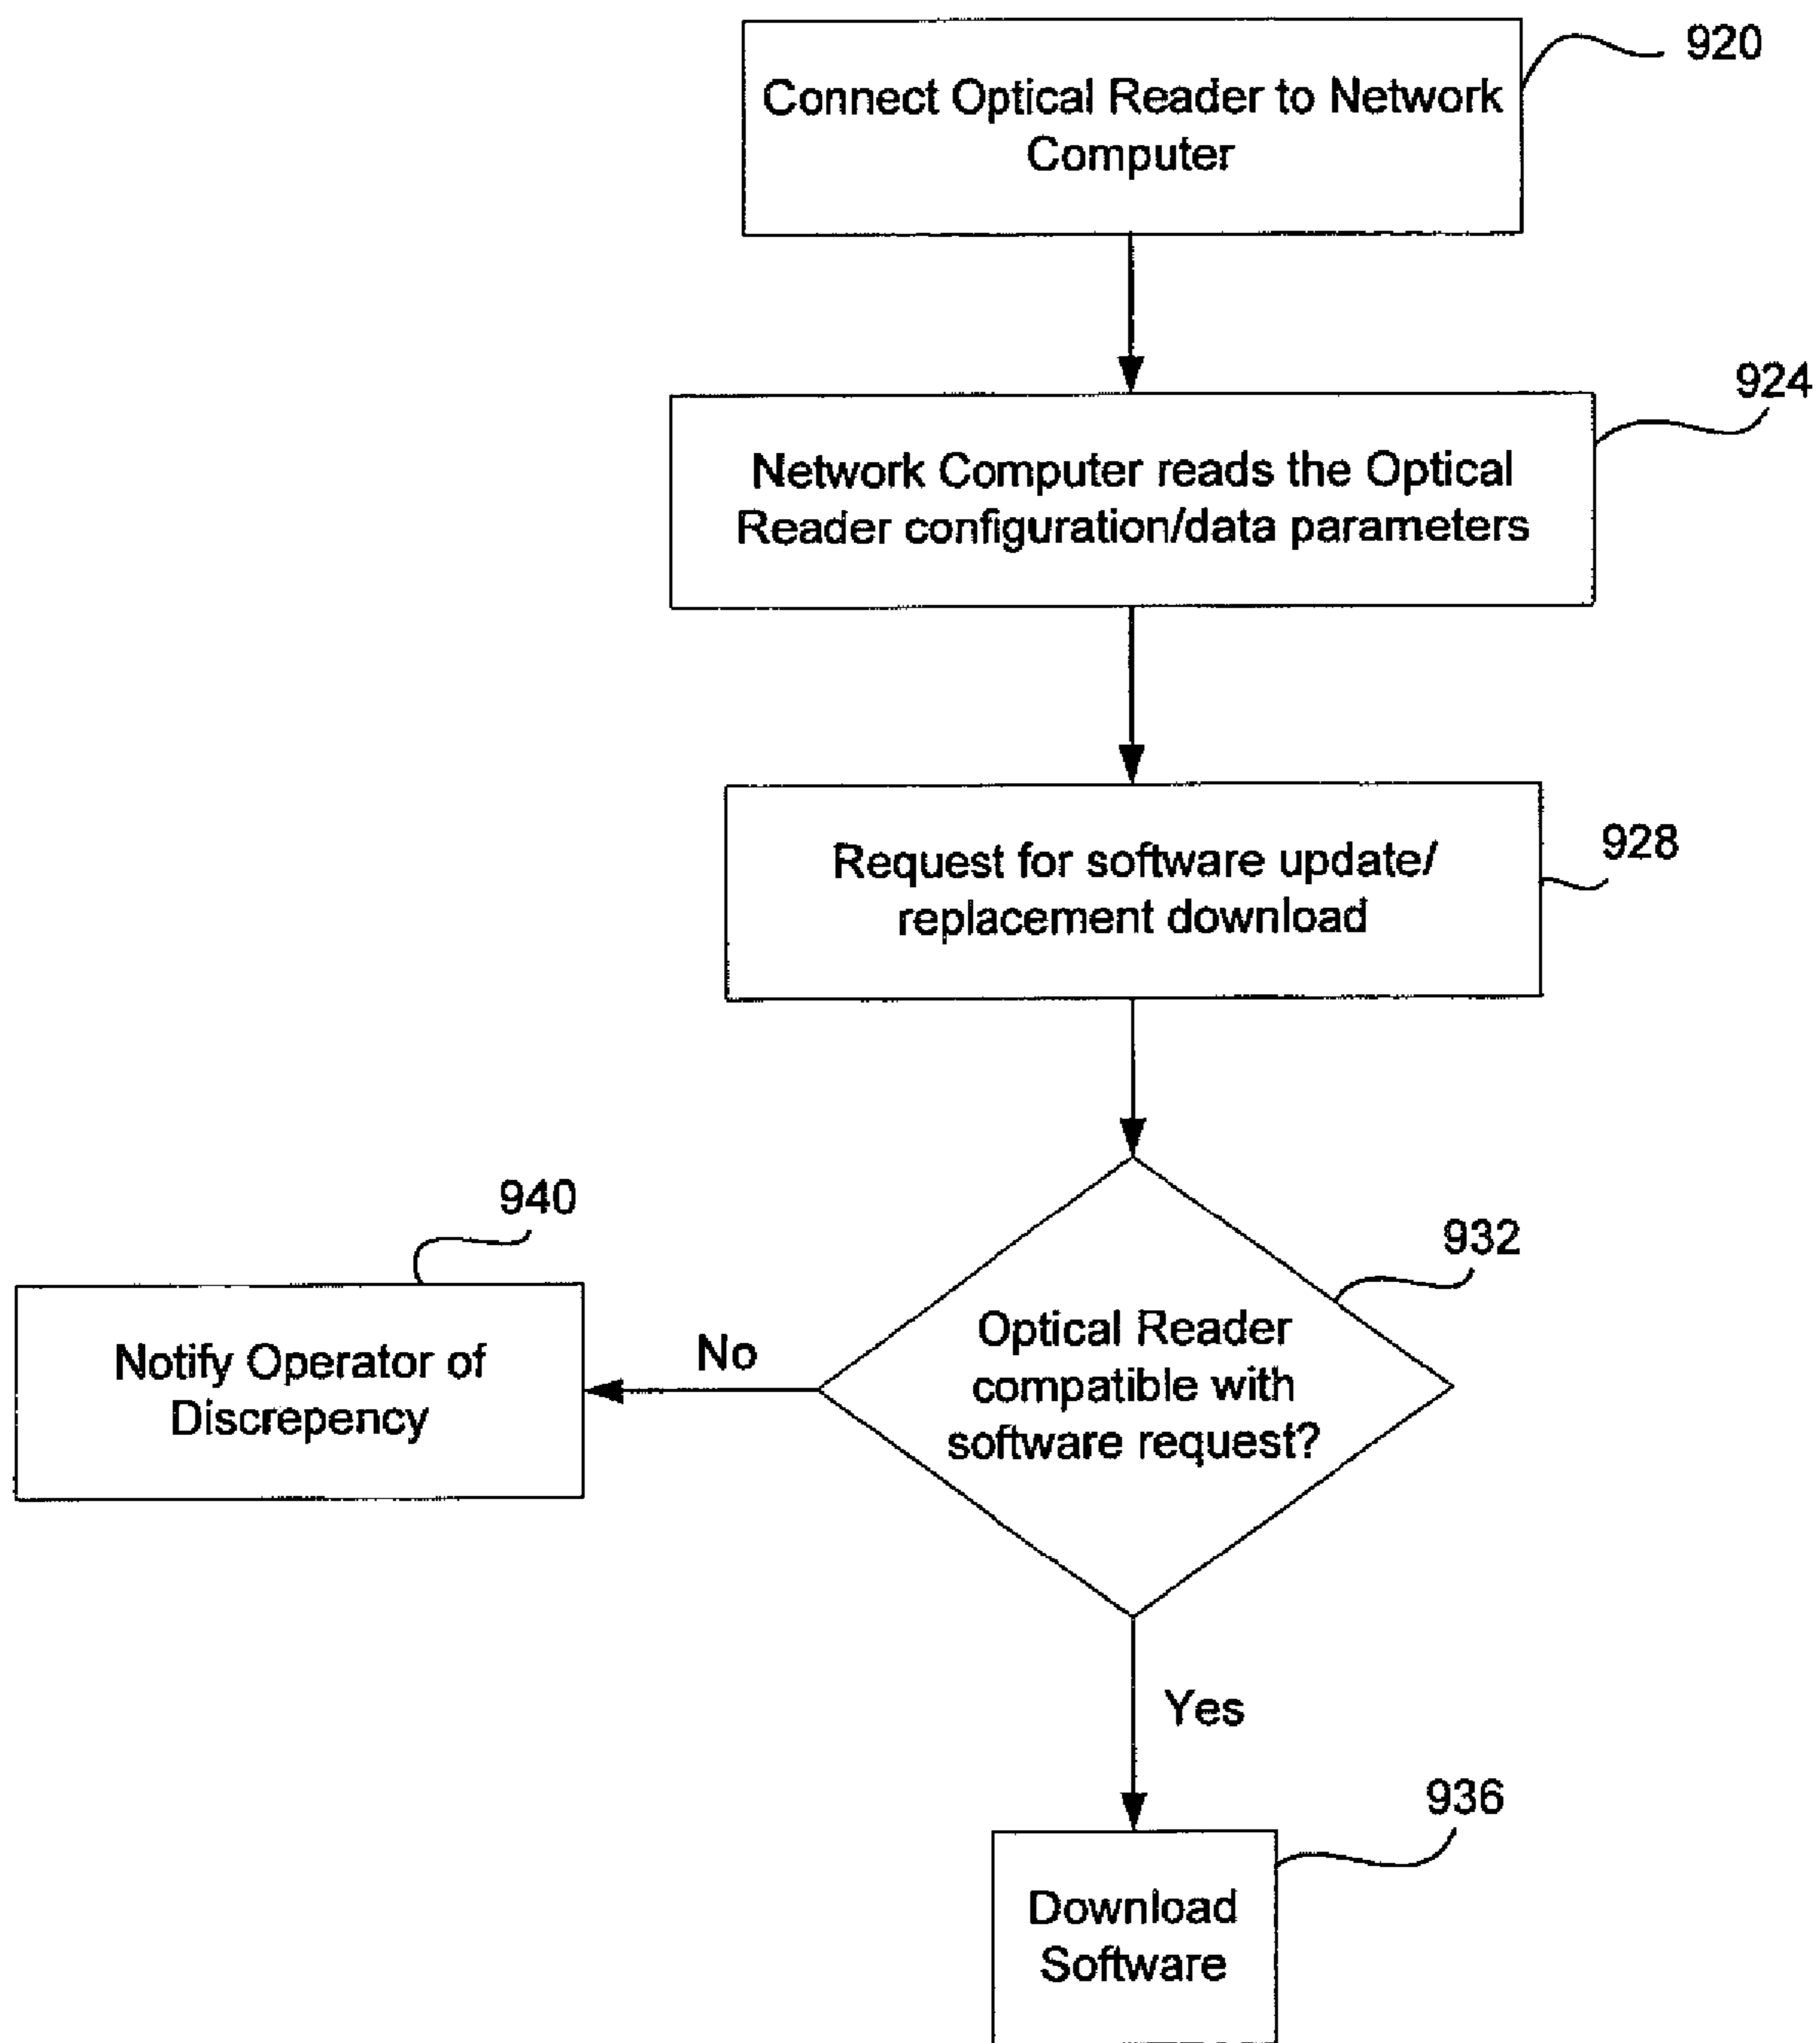 920
Connect Optical Reader to Network
Computer
924
Network Computer reads the Optical
Reader configuration/data parameters
928
Request for software update/
replacement download
932
Optical Reader
compatible with
software request?
No
940
Notify Operator of
Discrepency
Yes
936
Download
Software